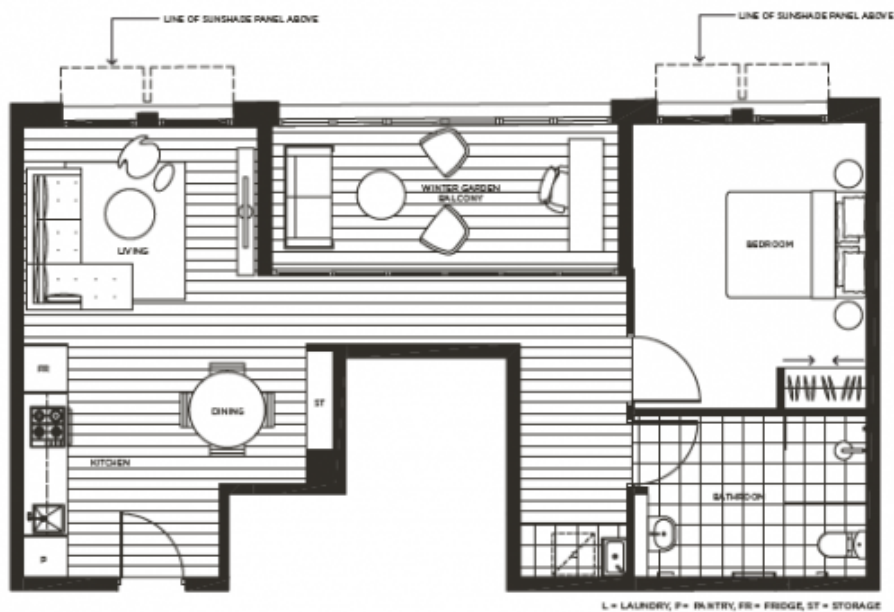 LINE OF SUNSHADE PANEL ABOVE
LINE OF SUNSHADE PANEL ABOVE
WINTER GARDEN
BALCONY
LIVING
BEDROOM
FR
DINING
ST
KITCHEN
BATHROOM
L
P
L = LAUNDRY, P = PANTRY, FR = FRIDGE, ST = STORAGE